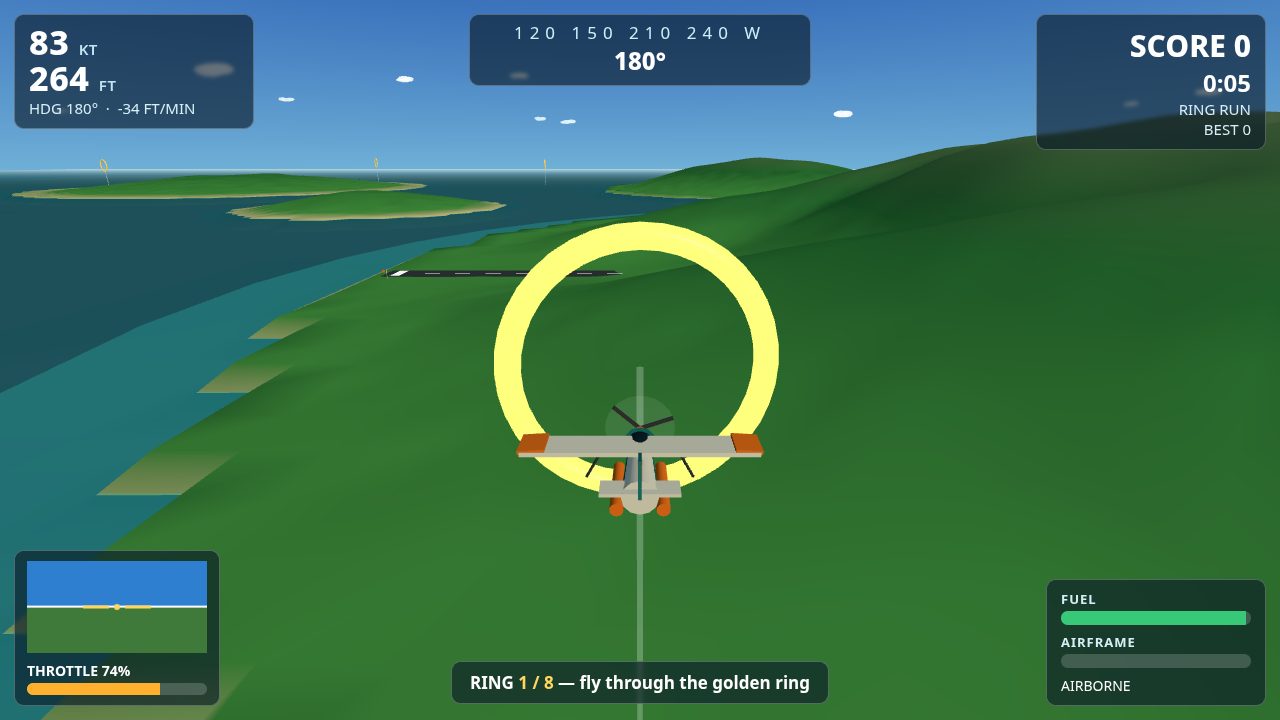 83 KT
264 FT
HDG 180° · -34 FT/MIN
120 150 210 240 W
180°
SCORE 0
0:05
RING RUN
BEST 0
THROTTLE 74%
RING 1 / 8 — fly through the golden ring
FUEL
AIRFRAME
AIRBORNE